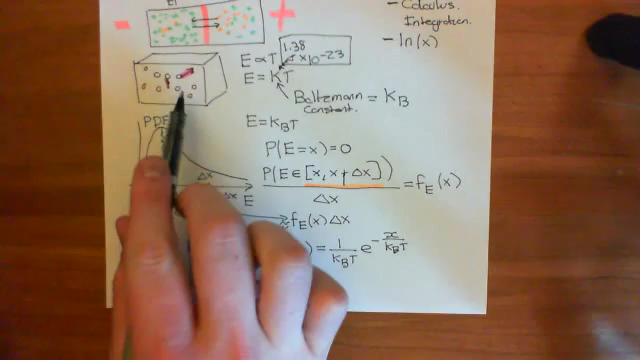 - Calculus.
Integration.
- ln(x)
1.38
×10-23
E ∝ T
E = KT
Boltzmann Constant. = K_B
E = K_BT
PDF
P(E=x) = 0
P(E ∈ [x, x+Δx]) / Δx = f_E(x)
Δx
Δx E
f_E(x) Δx
) = 1/K_BT e^(-x/K_BT)